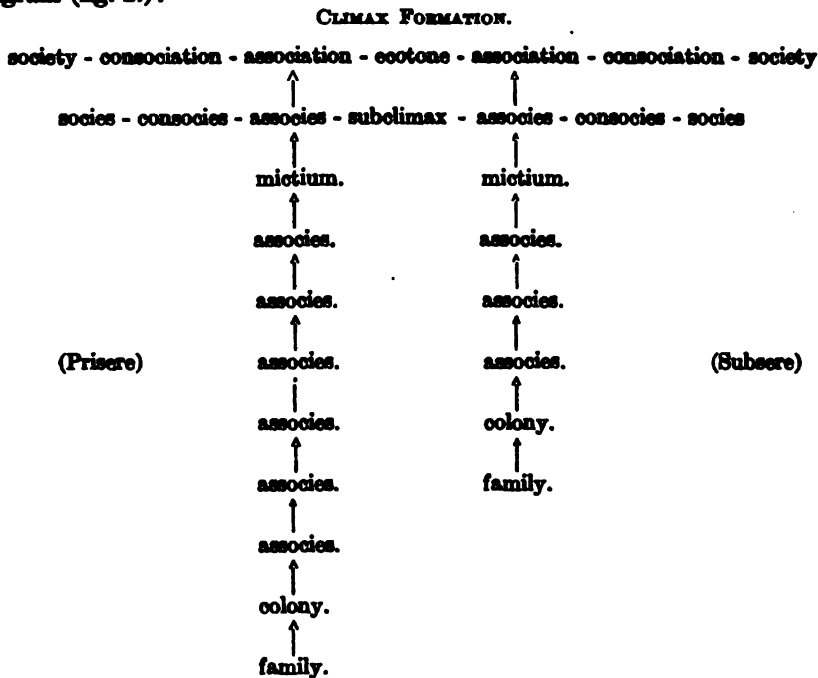 CLIMAX FORMATION.
society - consociation - association - ecotone - association - consociation - society
socies - consocies - associes - subclimax - associes - consocies - socies
mictium. mictium.
associes. associes.
associes. associes.
(Prisere) associes. associes. (Subsere)
associes. colony.
associes. family.
associes.
colony.
family.